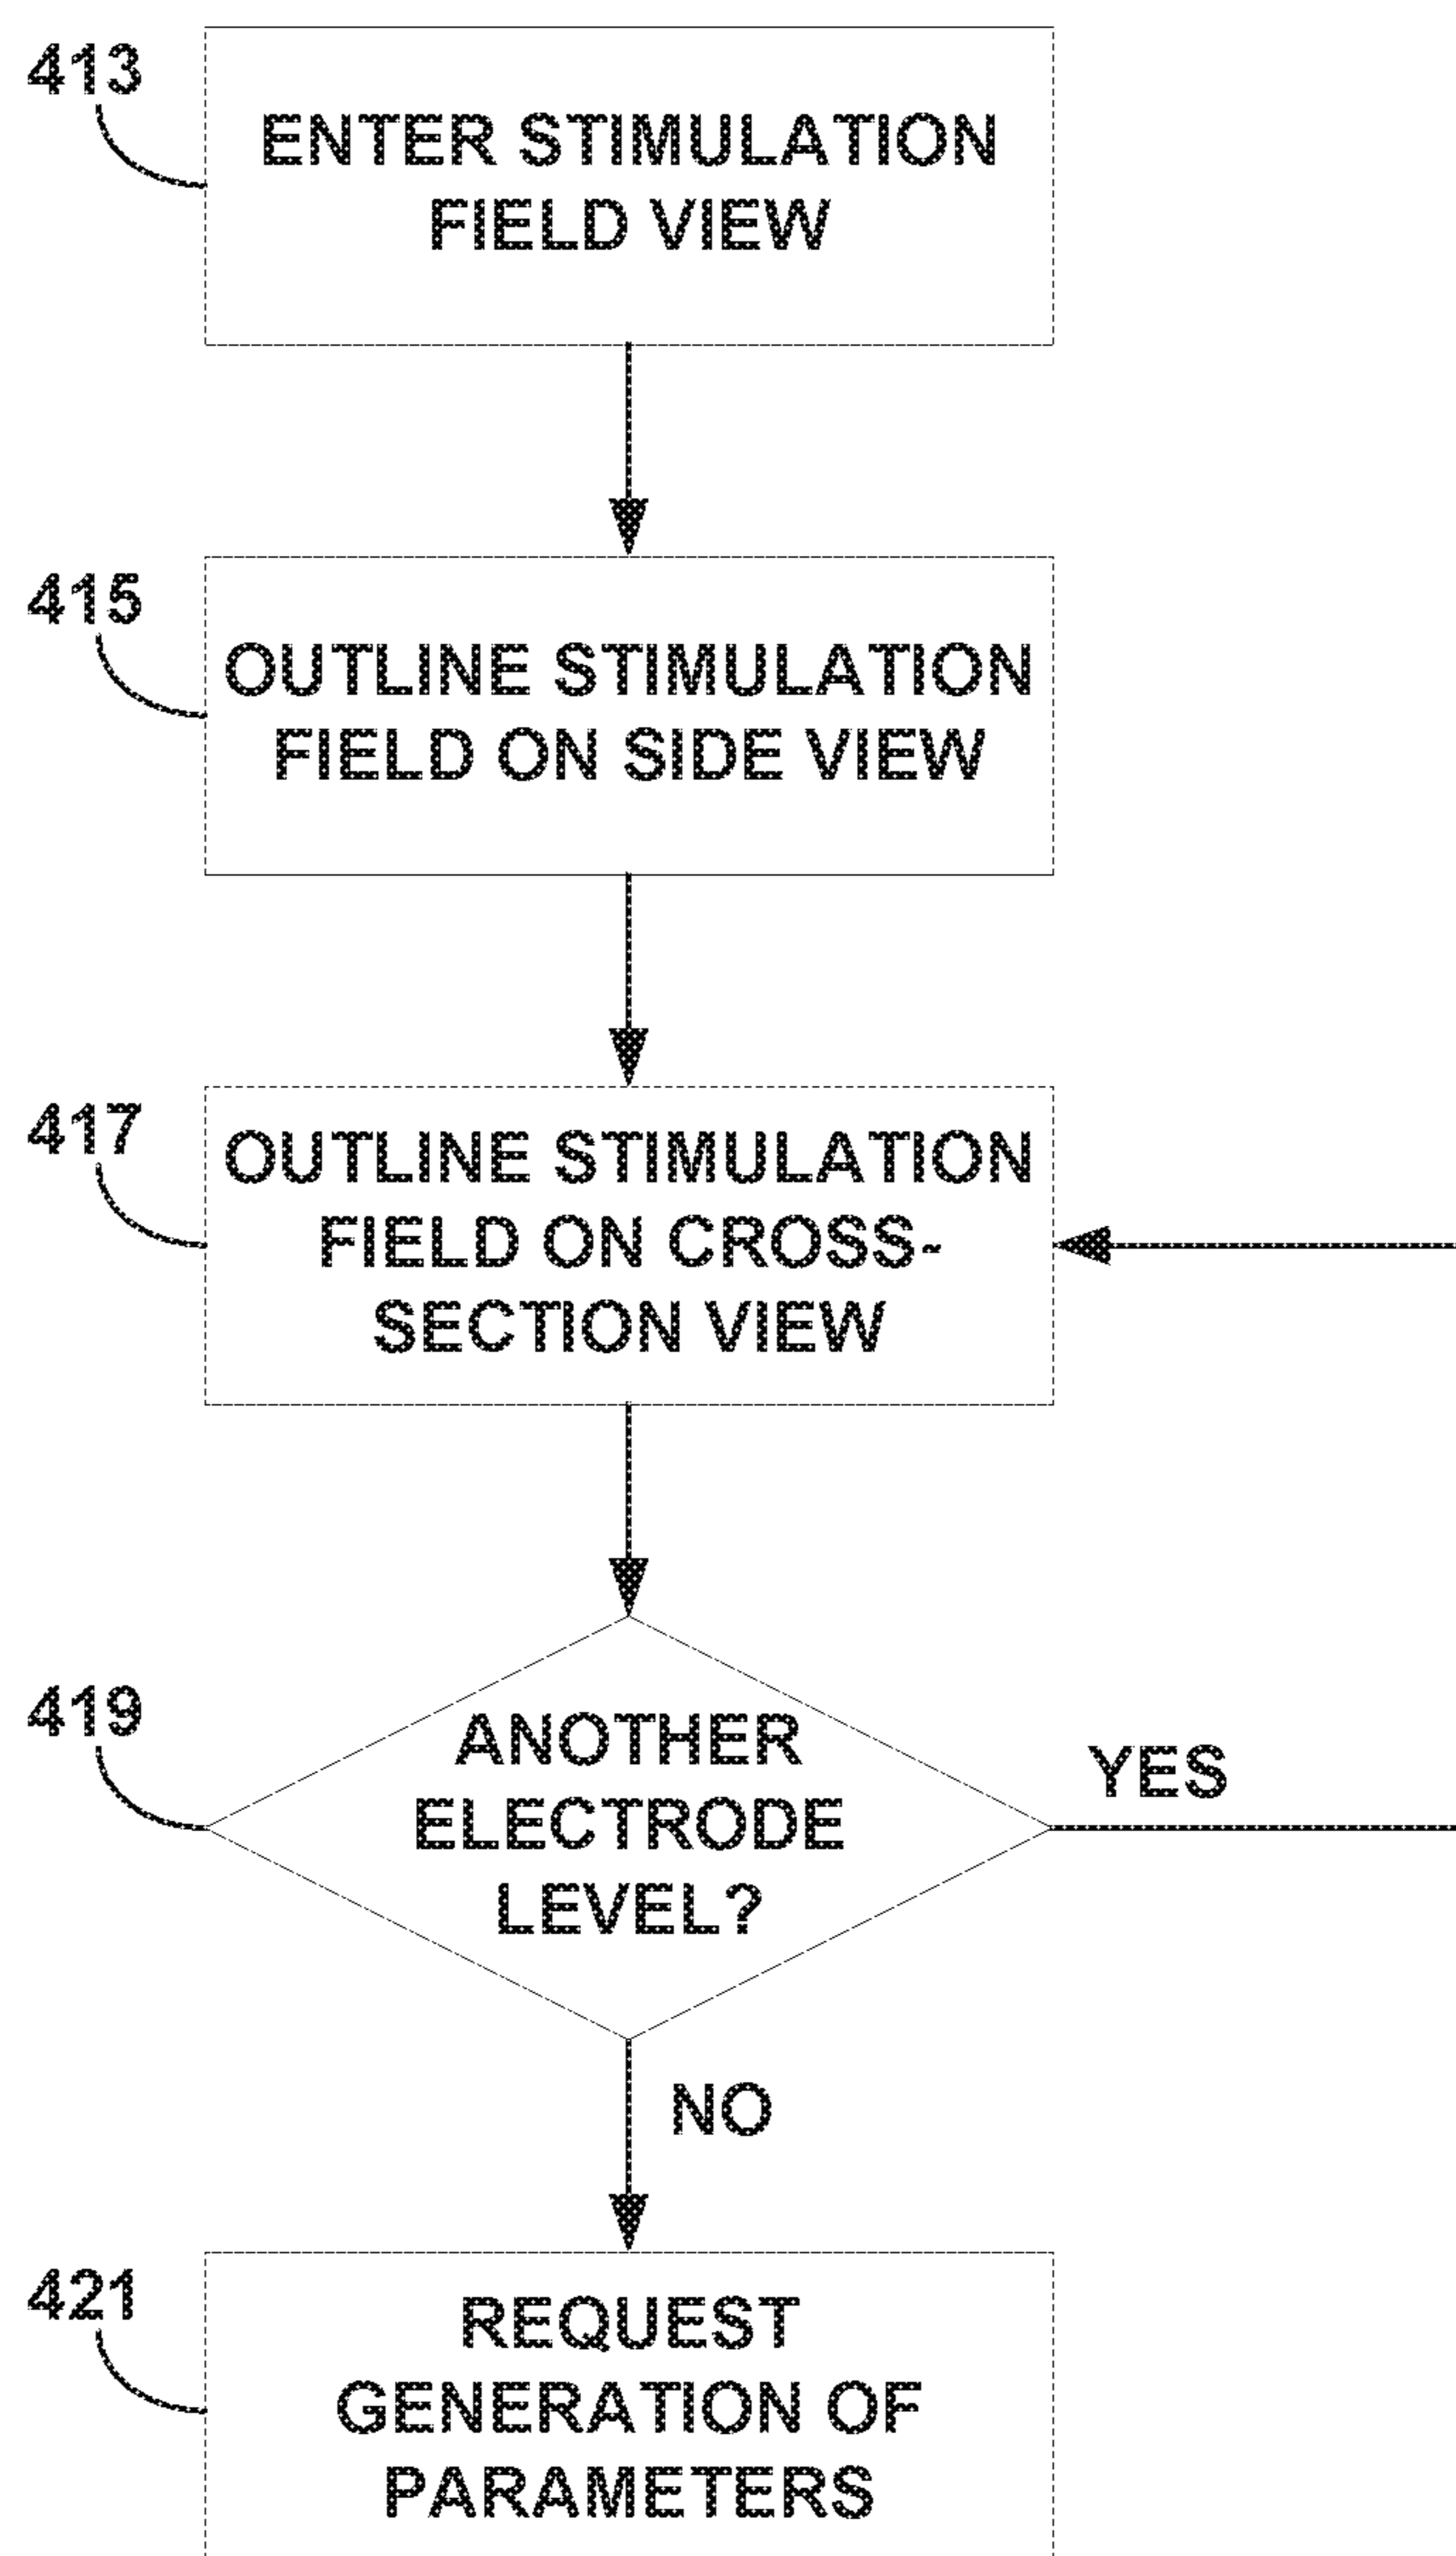 413
ENTER STIMULATION
FIELD VIEW
415
OUTLINE STIMULATION
FIELD ON SIDE VIEW
417
OUTLINE STIMULATION
FIELD ON CROSS-
SECTION VIEW
419
ANOTHER
ELECTRODE
LEVEL?
YES
NO
421
REQUEST
GENERATION OF
PARAMETERS